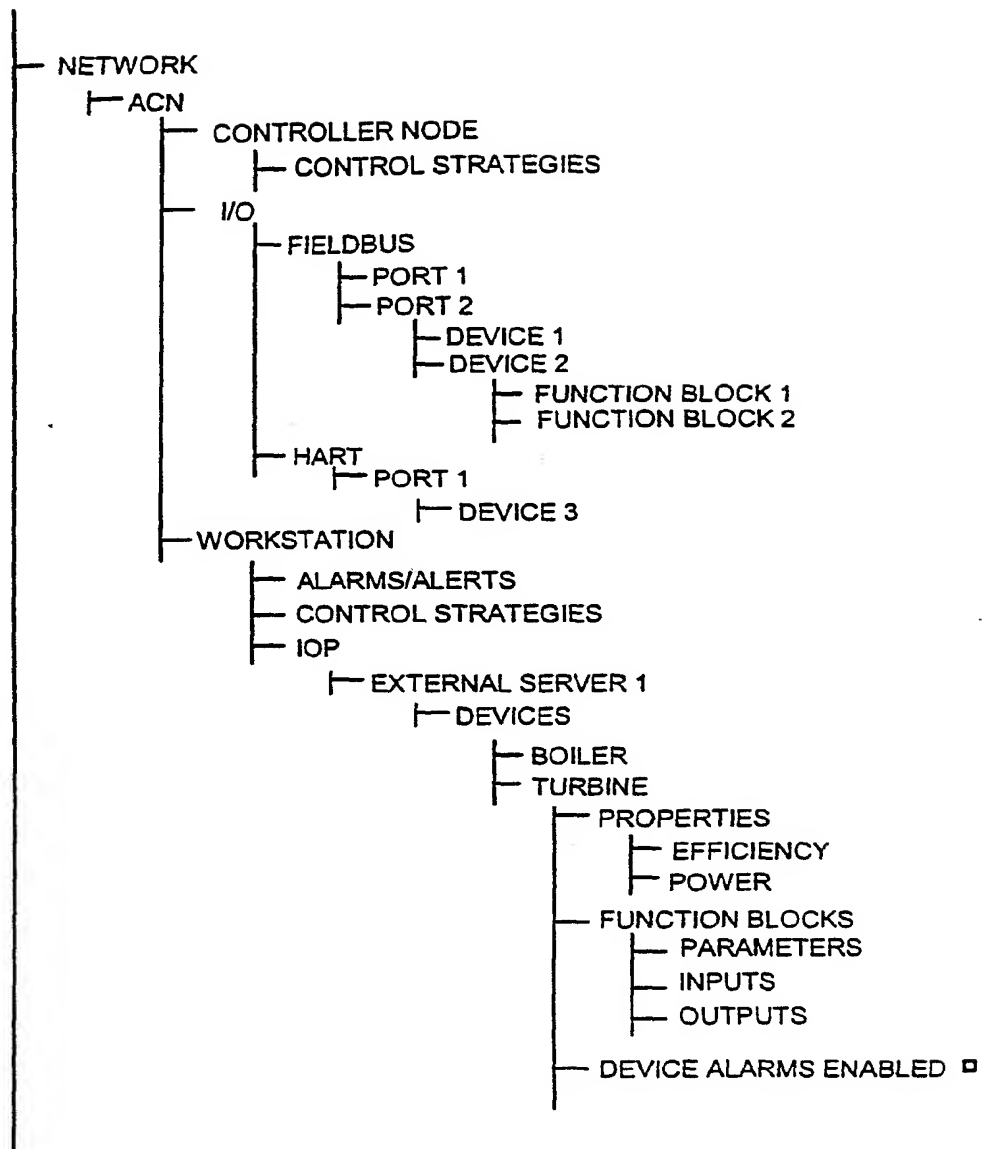 NETWORK
ACN
CONTROLLER NODE
CONTROL STRATEGIES
I/O
FIELDBUS
PORT 1
PORT 2
DEVICE 1
DEVICE 2
FUNCTION BLOCK 1
FUNCTION BLOCK 2
HART
PORT 1
DEVICE 3
WORKSTATION
ALARMS/ALERTS
CONTROL STRATEGIES
IOP
EXTERNAL SERVER 1
DEVICES
BOILER
TURBINE
PROPERTIES
EFFICIENCY
POWER
FUNCTION BLOCKS
PARAMETERS
INPUTS
OUTPUTS
DEVICE ALARMS ENABLED